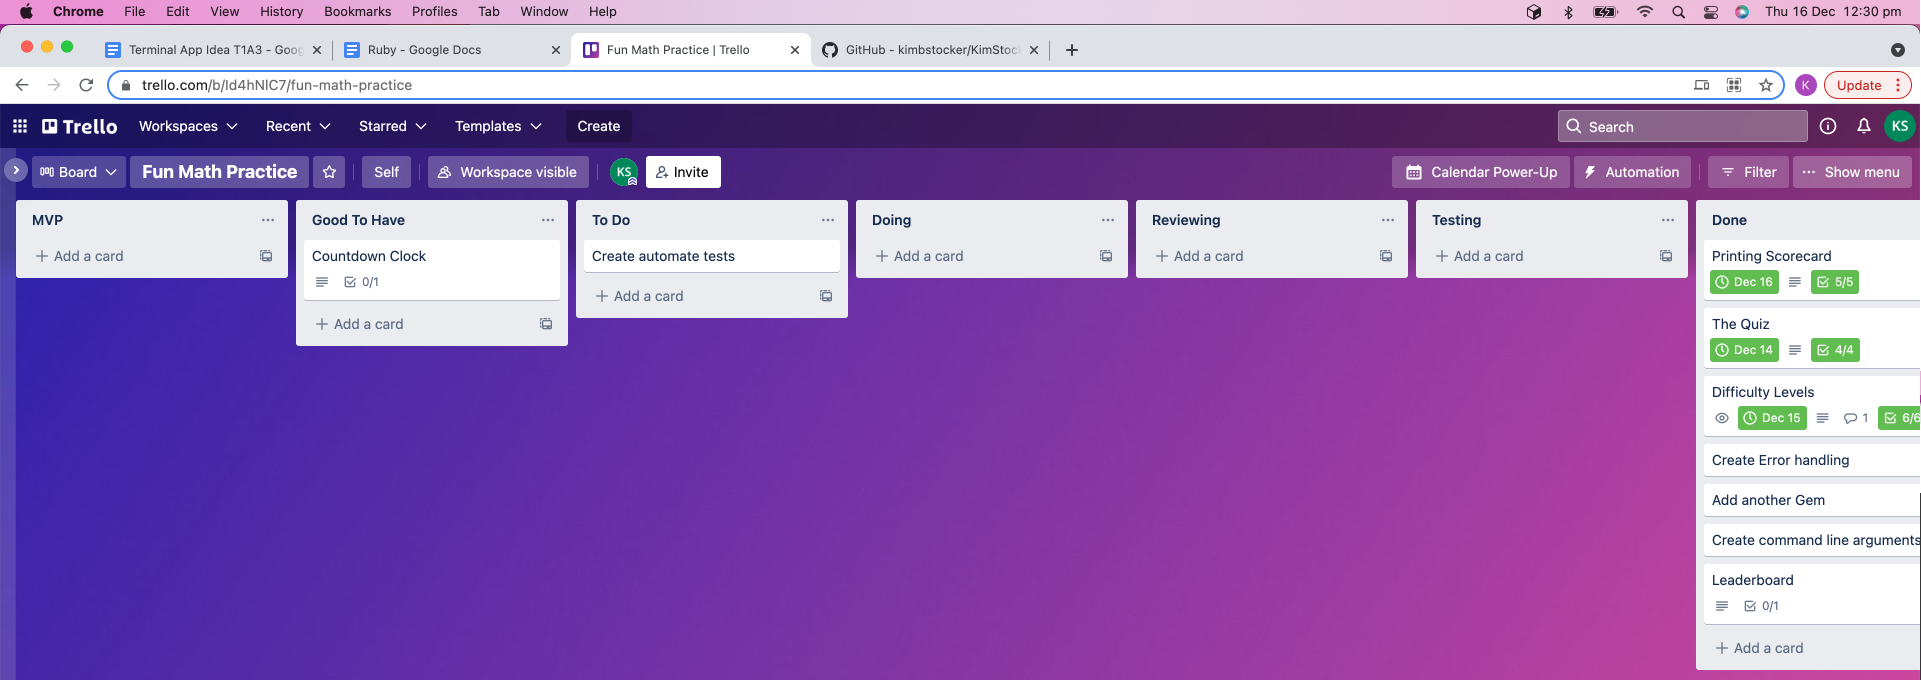 Chrome File Edit View History Bookmarks Profiles Tab Window Help Thu 16 Dec 12:30 pm
Terminal App Idea T1A3 - Goog Ruby - Google Docs Fun Math Practice | Trello GitHub - kimbstocker/KimStoc
trello.com/b/Id4hNlC7/fun-math-practice K Update
Trello Workspaces Recent Starred Templates Create Search KS
Board Fun Math Practice Self Workspace visible KS Invite Calendar Power-Up Automation Filter Show menu
MVP
+ Add a card
Good To Have
Countdown Clock
0/1
+ Add a card
To Do
Create automate tests
+ Add a card
Doing
+ Add a card
Reviewing
+ Add a card
Testing
+ Add a card
Done
Printing Scorecard
Dec 16 5/5
The Quiz
Dec 14 4/4
Difficulty Levels
Dec 15 1 6/6
Create Error handling
Add another Gem
Create command line arguments
Leaderboard
0/1
+ Add a card